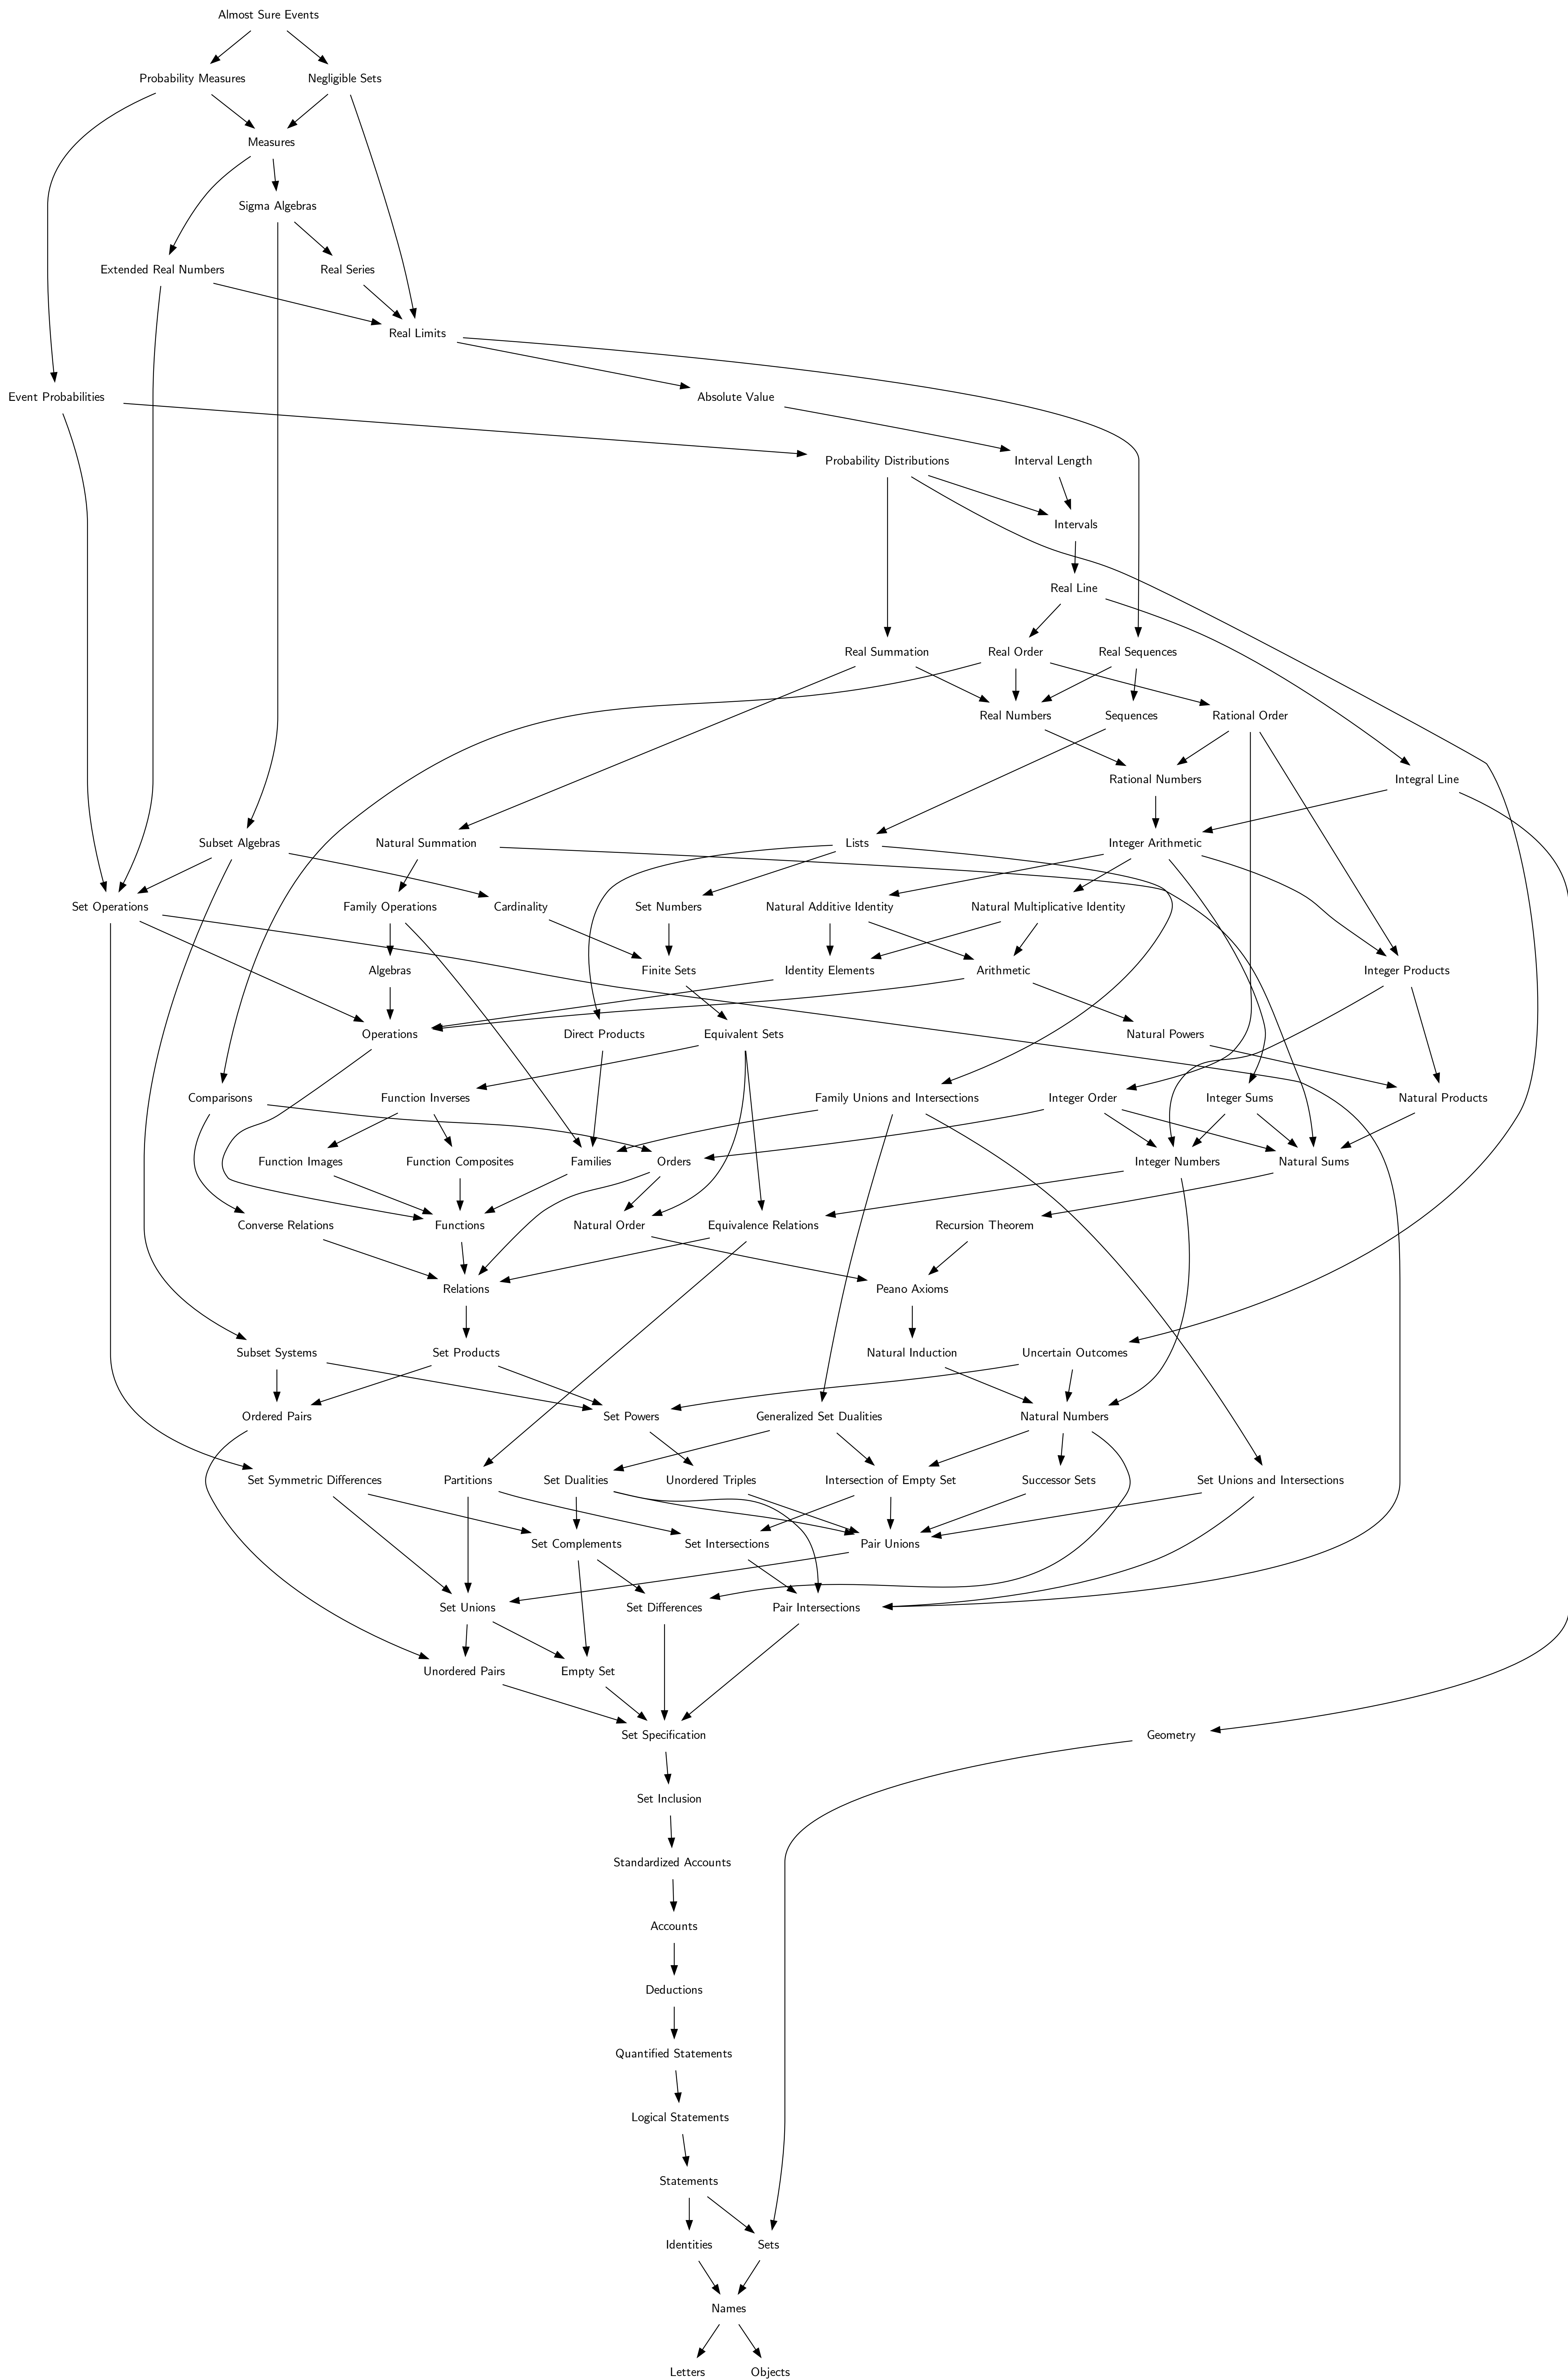 Almost Sure Events
Probability Measures
Negligible Sets
Measures
Sigma Algebras
Extended Real Numbers
Real Series
Real Limits
Event Probabilities
Absolute Value
Probability Distributions
Interval Length
Intervals
Real Line
Real Summation
Real Order
Real Sequences
Real Numbers
Sequences
Rational Order
Rational Numbers
Integral Line
Subset Algebras
Natural Summation
Lists
Integer Arithmetic
Set Operations
Family Operations
Cardinality
Set Numbers
Natural Additive Identity
Natural Multiplicative Identity
Algebras
Finite Sets
Identity Elements
Arithmetic
Integer Products
Operations
Direct Products
Equivalent Sets
Natural Powers
Comparisons
Function Inverses
Family Unions and Intersections
Integer Order
Integer Sums
Natural Products
Function Images
Function Composites
Families
Orders
Integer Numbers
Natural Sums
Converse Relations
Functions
Natural Order
Equivalence Relations
Recursion Theorem
Relations
Peano Axioms
Subset Systems
Set Products
Natural Induction
Uncertain Outcomes
Ordered Pairs
Set Powers
Generalized Set Dualities
Natural Numbers
Set Symmetric Differences
Partitions
Set Dualities
Unordered Triples
Intersection of Empty Set
Successor Sets
Set Unions and Intersections
Set Complements
Set Intersections
Pair Unions
Set Unions
Set Differences
Pair Intersections
Unordered Pairs
Empty Set
Set Specification
Geometry
Set Inclusion
Standardized Accounts
Accounts
Deductions
Quantified Statements
Logical Statements
Statements
Identities
Sets
Names
Letters
Objects